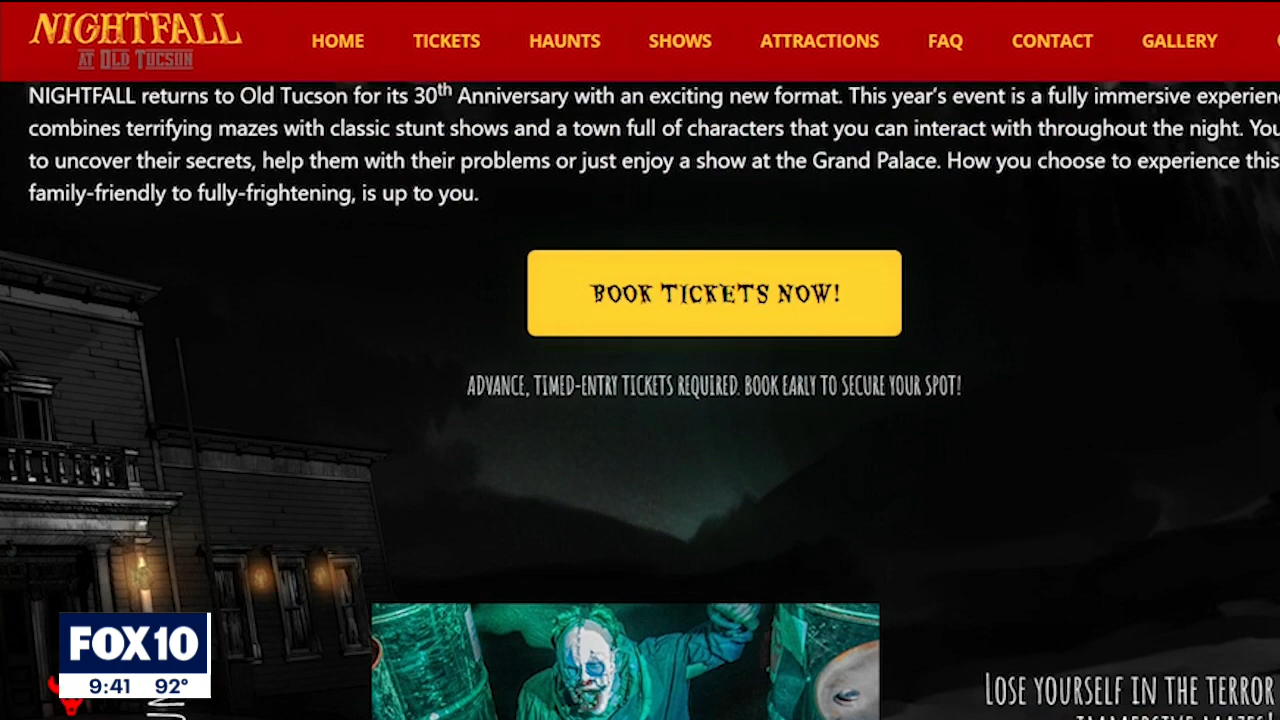 NIGHTFALL
AT OLD TUCSON
HOME TICKETS HAUNTS SHOWS ATTRACTIONS FAQ CONTACT GALLERY
NIGHTFALL returns to Old Tucson for its 30th Anniversary with an exciting new format. This year's event is a fully immersive experien
combines terrifying mazes with classic stunt shows and a town full of characters that you can interact with throughout the night. You
to uncover their secrets, help them with their problems or just enjoy a show at the Grand Palace. How you choose to experience this
family-friendly to fully-frightening, is up to you.
BOOK TICKETS NOW!
ADVANCE, TIMED-ENTRY TICKETS REQUIRED. BOOK EARLY TO SECURE YOUR SPOT!
FOX10
9:41 92°
LOSE YOURSELF IN THE TERROR